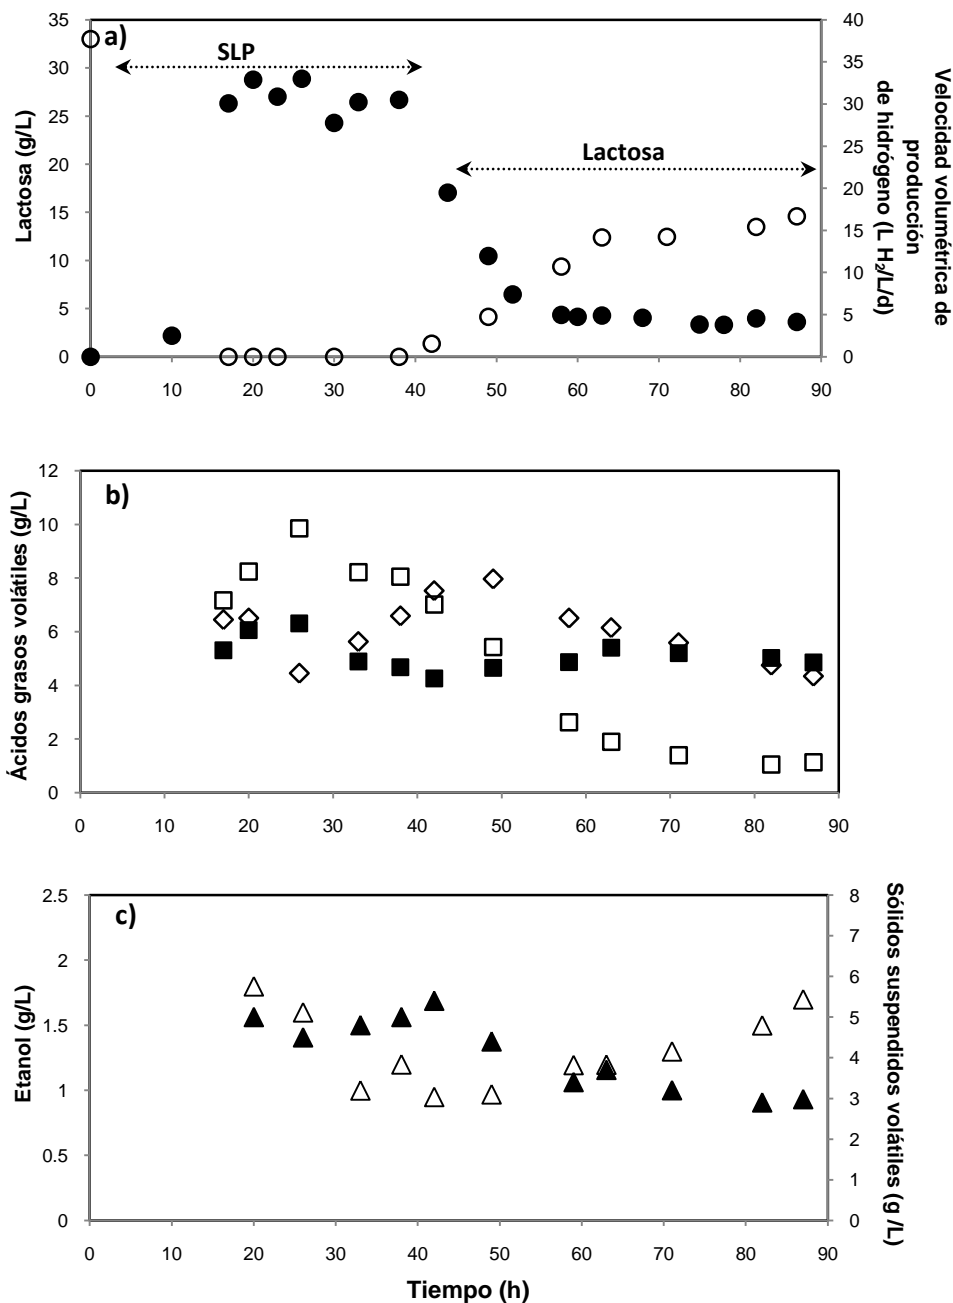 a)
SLP
Lactosa
Lactosa (g/L)
0
5
10
15
20
25
30
35
0
5
10
15
20
25
30
35
40
Velocidad volumétrica de
producción
de hidrógeno (L H2/L/d)
0 10 20 30 40 50 60 70 80 90
b)
Ácidos grasos volátiles (g/L)
0
2
4
6
8
10
12
0 10 20 30 40 50 60 70 80 90
c)
Etanol (g/L)
0
0.5
1
1.5
2
2.5
0
1
2
3
4
5
6
7
8
Sólidos suspendidos volátiles (g /L)
0 10 20 30 40 50 60 70 80 90
Tiempo (h)